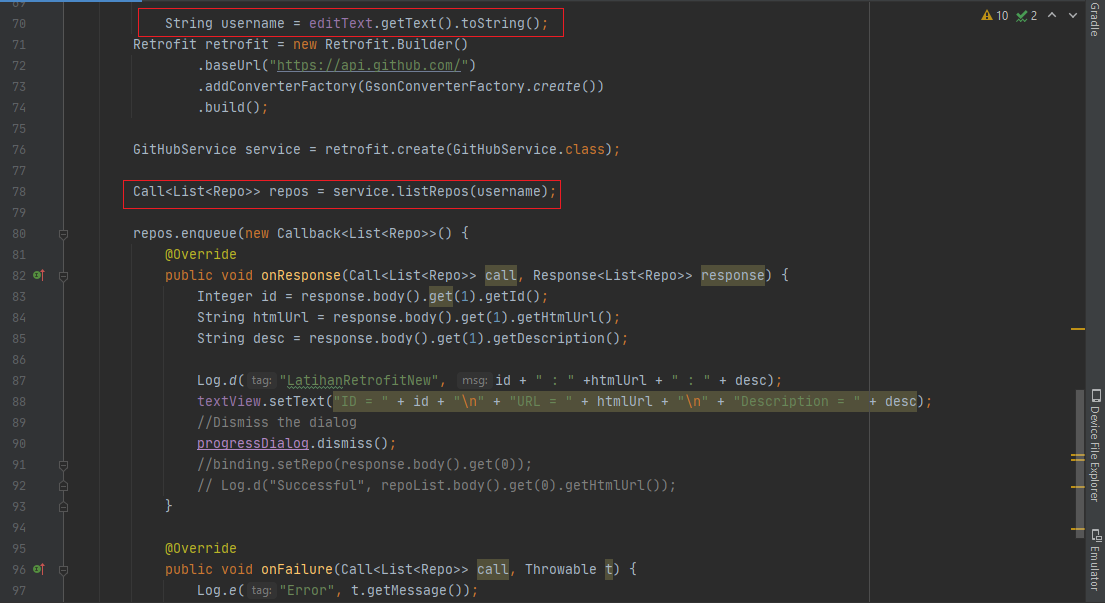 69
70 String username = editText.getText().toString();
71 Retrofit retrofit = new Retrofit.Builder()
72 .baseUrl("https://api.github.com/")
73 .addConverterFactory(GsonConverterFactory.create())
74 .build();
75
76 GitHubService service = retrofit.create(GitHubService.class);
77
78 Call<List<Repo>> repos = service.listRepos(username);
79
80 repos.enqueue(new Callback<List<Repo>>() {
81 @Override
82 public void onResponse(Call<List<Repo>> call, Response<List<Repo>> response) {
83 Integer id = response.body().get(1).getId();
84 String htmlUrl = response.body().get(1).getHtmlUrl();
85 String desc = response.body().get(1).getDescription();
86
87 Log.d( tag: "LatihanRetrofitNew", msg: id + " : " +htmlUrl + " : " + desc);
88 textView.setText("ID = " + id + "\n" + "URL = " + htmlUrl + "\n" + "Description = " + desc);
89 //Dismiss the dialog
90 progressDialog.dismiss();
91 //binding.setRepo(response.body().get(0));
92 // Log.d("Successful", repoList.body().get(0).getHtmlUrl());
93 }
94
95 @Override
96 public void onFailure(Call<List<Repo>> call, Throwable t) {
97 Log.e( tag: "Error", t.getMessage());
10 2
Gradle
Device File Explorer
Emulator